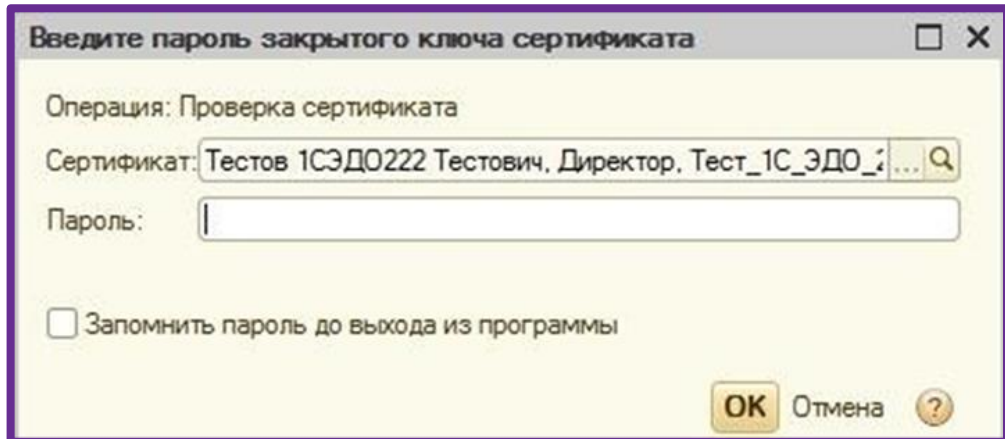 Введите пароль закрытого ключа сертификата
Операция: Проверка сертификата
Сертификат: Тестов 1СЭДО222 Тестович, Директор, Тест_1С_ЭДО_2 ...
Пароль:
Запомнить пароль до выхода из программы
OK Отмена ?